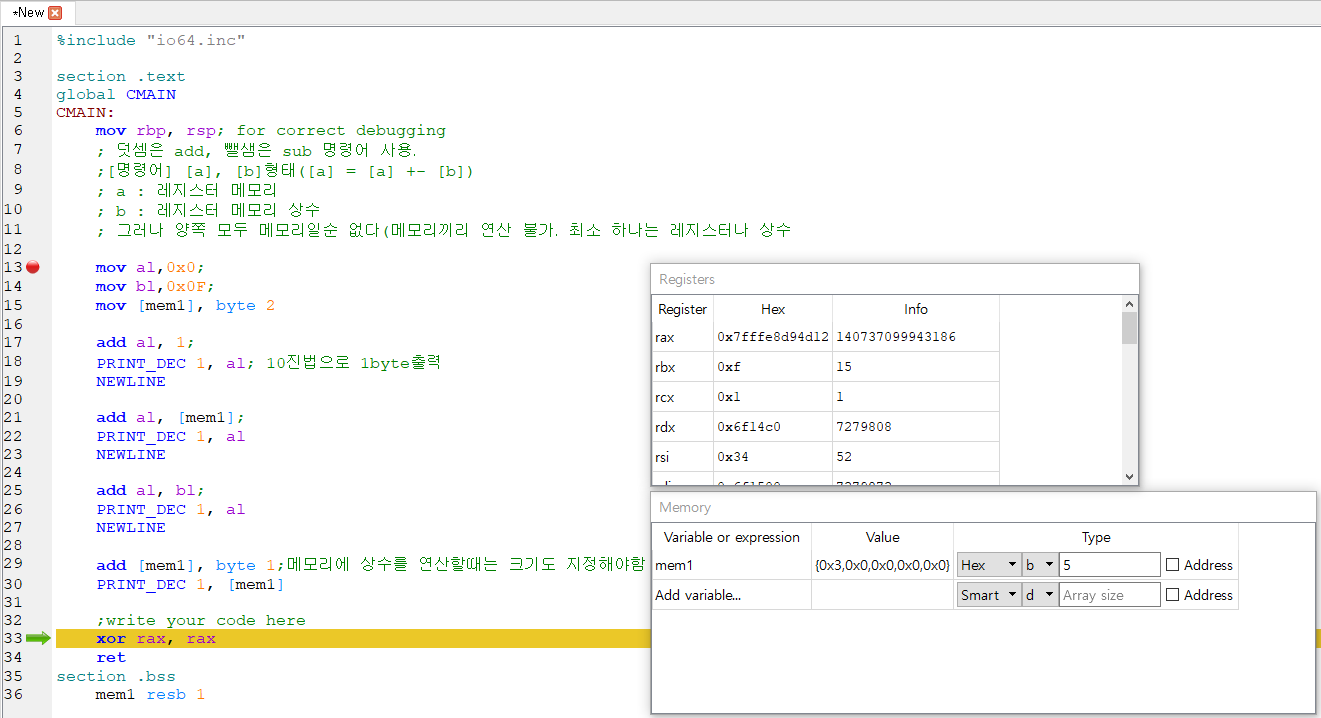 *New
1 %include "io64.inc"
2
3 section .text
4 global CMAIN
5 CMAIN:
6 mov rbp, rsp; for correct debugging
7 ; 덧셈은 add, 뺄샘은 sub 명령어 사용.
8 ;[명령어] [a], [b]형태([a] = [a] +- [b])
9 ; a : 레지스터 메모리
10 ; b : 레지스터 메모리 상수
11 ; 그러나 양쪽 모두 메모리일순 없다(메모리끼리 연산 불가. 최소 하나는 레지스터나 상수
12
13 mov al,0x0;
14 mov bl,0x0F;
15 mov [mem1], byte 2
16
17 add al, 1;
18 PRINT_DEC 1, al; 10진법으로 1byte출력
19 NEWLINE
20
21 add al, [mem1];
22 PRINT_DEC 1, al
23 NEWLINE
24
25 add al, bl;
26 PRINT_DEC 1, al
27 NEWLINE
28
29 add [mem1], byte 1;메모리에 상수를 연산할때는 크기도 지정해야함
30 PRINT_DEC 1, [mem1]
31
32 ;write your code here
33 xor rax, rax
34 ret
35 section .bss
36 mem1 resb 1
Registers
Register Hex Info
rax 0x7fffe8d94d12 140737099943186
rbx 0xf 15
rcx 0x1 1
rdx 0x6f14c0 7279808
rsi 0x34 52
Memory
Variable or expression Value Type
mem1 {0x3,0x0,0x0,0x0,0x0} Hex b 5 Address
Add variable... Smart d Array size Address